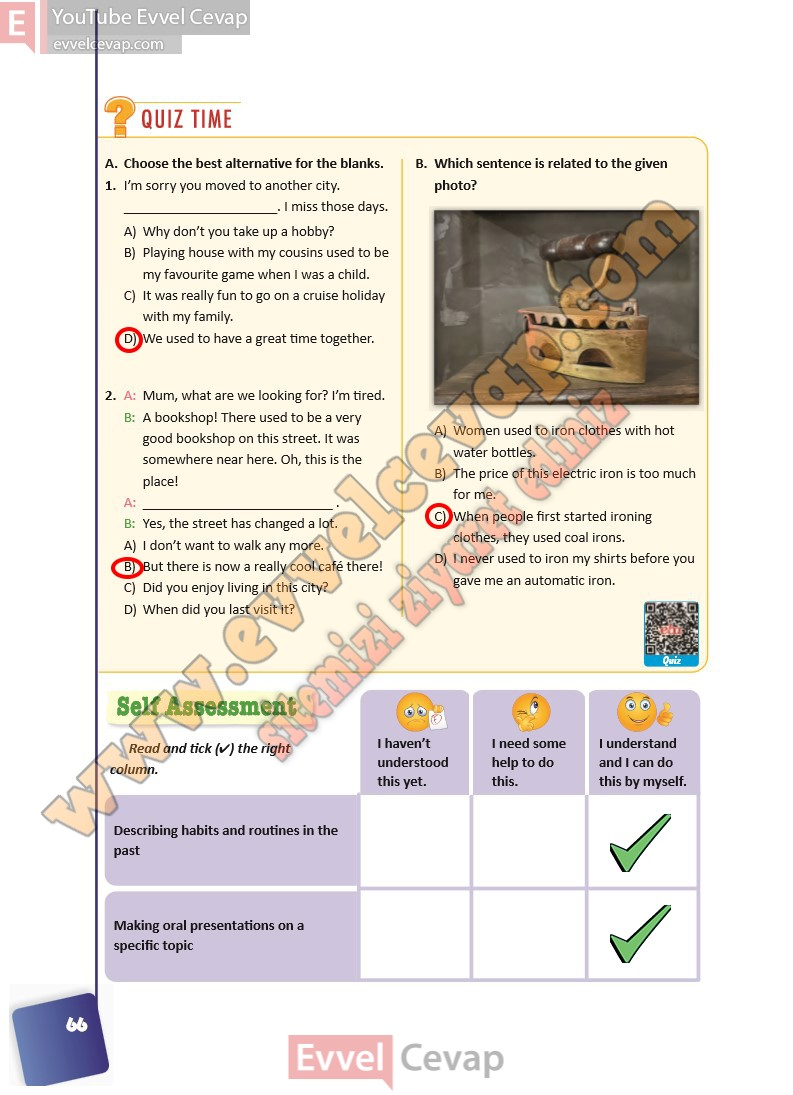 E YouTube Evvel Cevap
evvelcevap.com
QUIZ TIME
A. Choose the best alternative for the blanks.
1. I'm sorry you moved to another city.
____________________. I miss those days.
A) Why don't you take up a hobby?
B) Playing house with my cousins used to be
my favourite game when I was a child.
C) It was really fun to go on a cruise holiday
with my family.
D) We used to have a great time together.
2. A: Mum, what are we looking for? I'm tired.
B: A bookshop! There used to be a very
good bookshop on this street. It was
somewhere near here. Oh, this is the
place!
A: _________________________ .
B: Yes, the street has changed a lot.
A) I don't want to walk any more.
B) But there is now a really cool café there!
C) Did you enjoy living in this city?
D) When did you last visit it?
B. Which sentence is related to the given
photo?
A) Women used to iron clothes with hot
water bottles.
B) The price of this electric iron is too much
for me.
C) When people first started ironing
clothes, they used coal irons.
D) I never used to iron my shirts before you
gave me an automatic iron.
Quiz
www.evvelcevap.com
sitemizi ziyaret ediniz
Self Assessment
Read and tick (✓) the right
column.
I haven't
understood
this yet.
I need some
help to do
this.
I understand
and I can do
this by myself.
Describing habits and routines in the
past
Making oral presentations on a
specific topic
66
Evvel Cevap